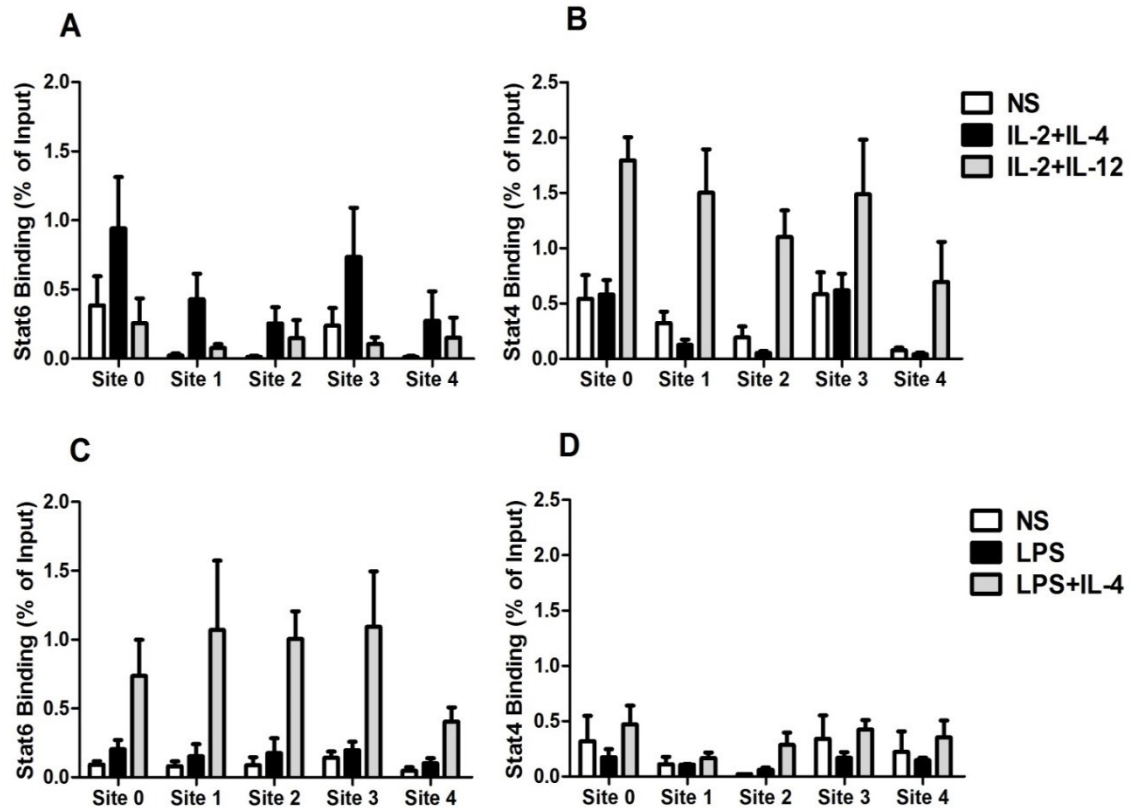 A
Stat6 Binding (% of Input)
2.0
1.5
1.0
0.5
0.0
Site 0 Site 1 Site 2 Site 3 Site 4
B
Stat4 Binding (% of Input)
2.5
2.0
1.5
1.0
0.5
0.0
Site 0 Site 1 Site 2 Site 3 Site 4
NS
IL-2+IL-4
IL-2+IL-12
C
Stat6 Binding (% of Input)
2.0
1.5
1.0
0.5
0.0
Site 0 Site 1 Site 2 Site 3 Site 4
D
Stat4 Binding (% of Input)
2.5
2.0
1.5
1.0
0.5
0.0
Site 0 Site 1 Site 2 Site 3 Site 4
NS
LPS
LPS+IL-4